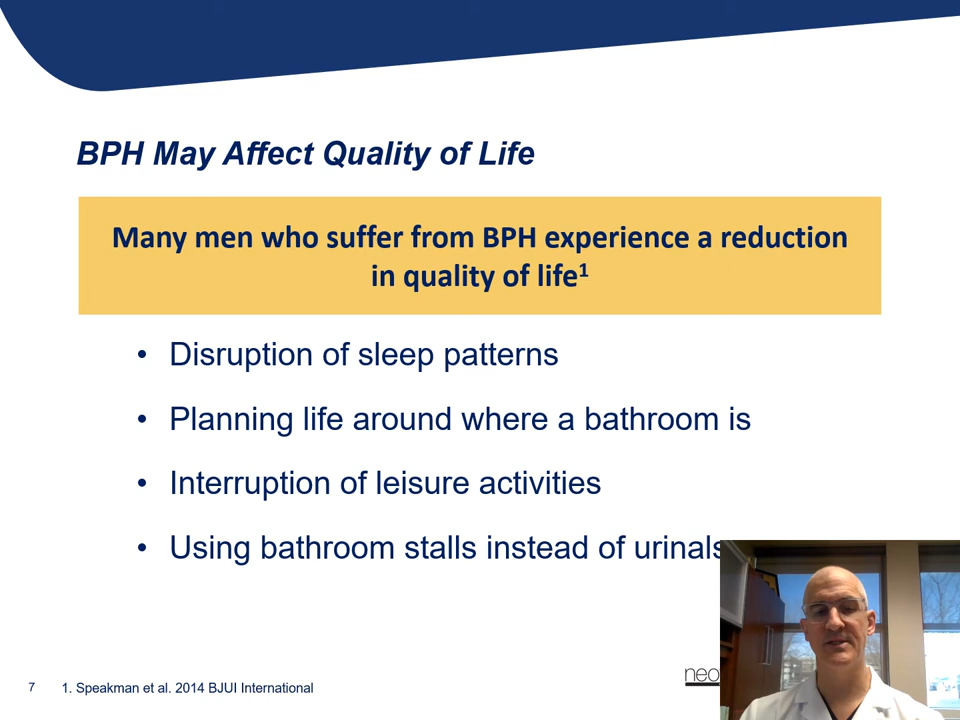 BPH May Affect Quality of Life
Many men who suffer from BPH experience a reduction
in quality of life¹
• Disruption of sleep patterns
• Planning life around where a bathroom is
• Interruption of leisure activities
• Using bathroom stalls instead of urinals
7 1. Speakman et al. 2014 BJUI International
neo